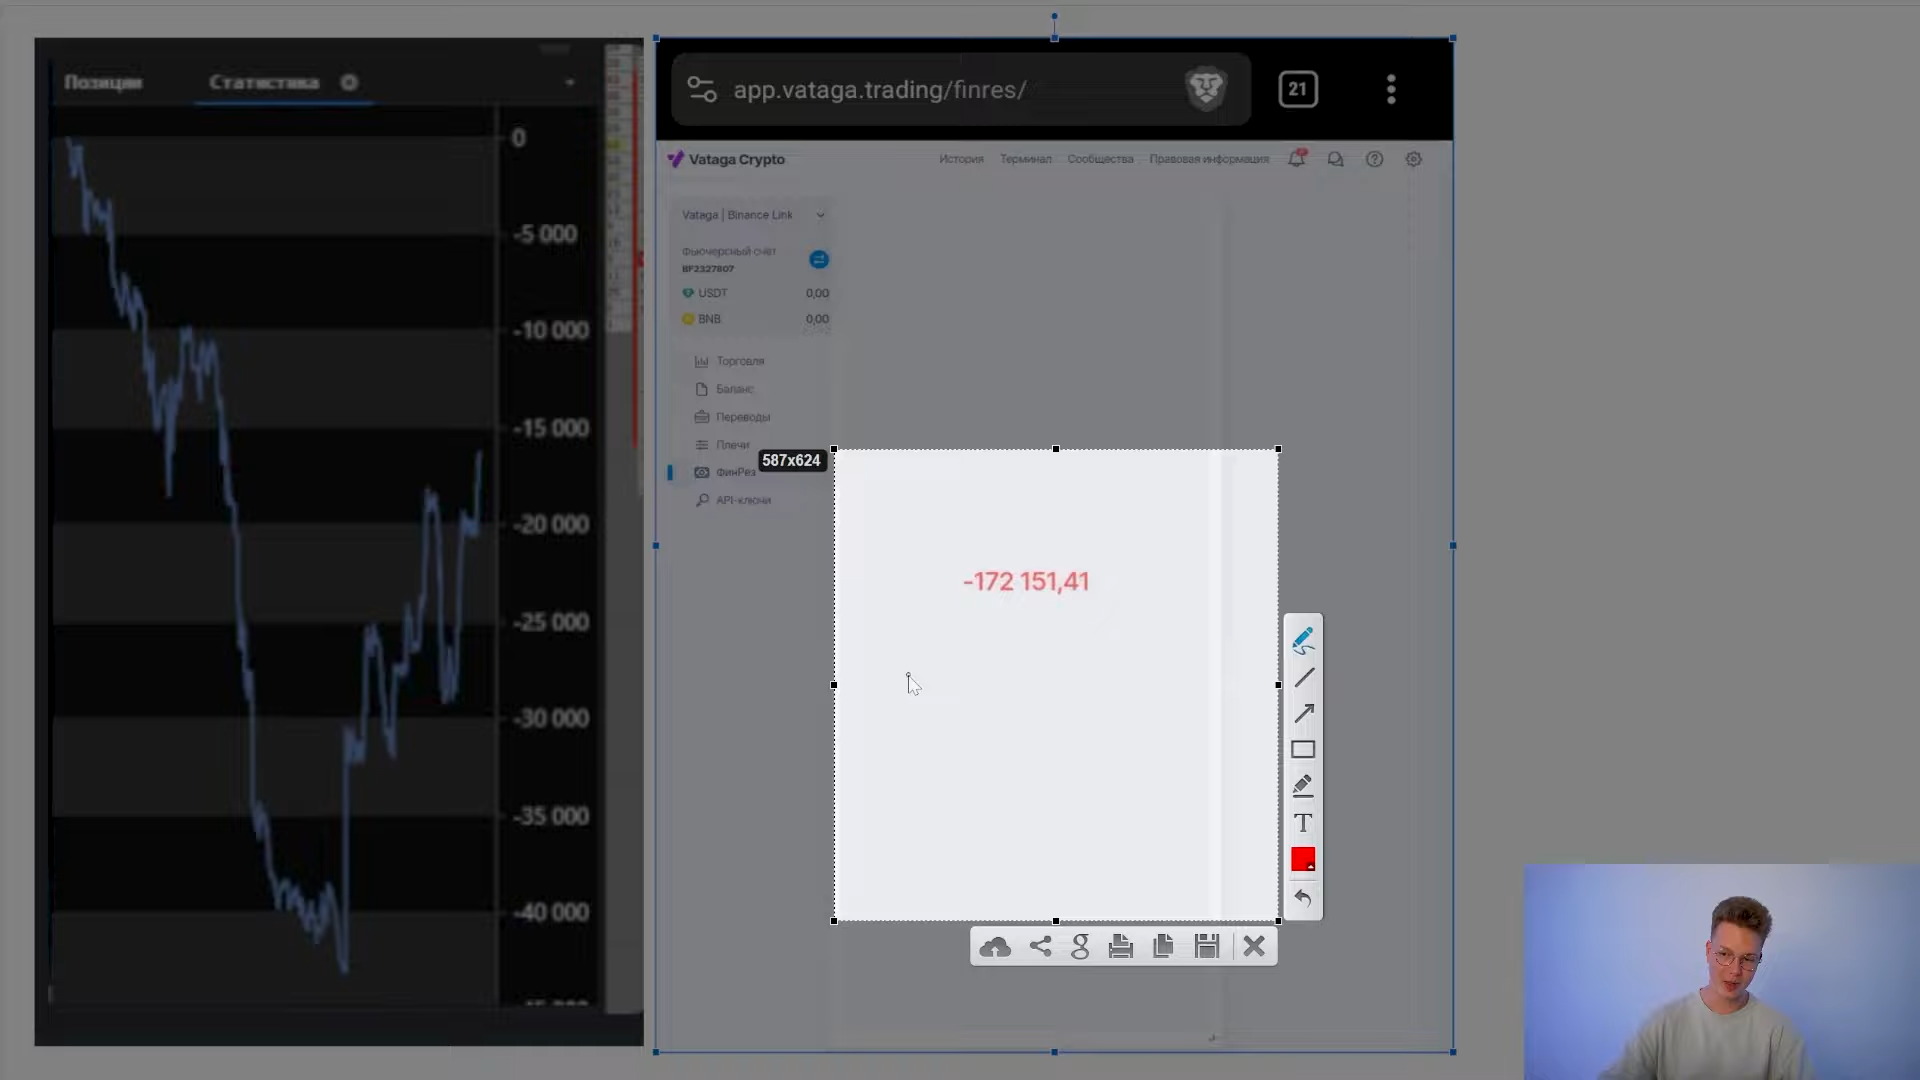 Позиции
Статистика
0
-5 000
-10 000
-15 000
-20 000
-25 000
-30 000
-35 000
-40 000
app.vataga.trading/finres/
21
Vataga Crypto
История
Терминал
Сообщества
Правовая информация
Vataga | Binance Link
Фьючерсный счет
BF2327807
USDT
0,00
BNB
0,00
Торговля
Баланс
Переводы
Плечи
ФинРез
API-ключи
587x624
-172 151,41
T
g